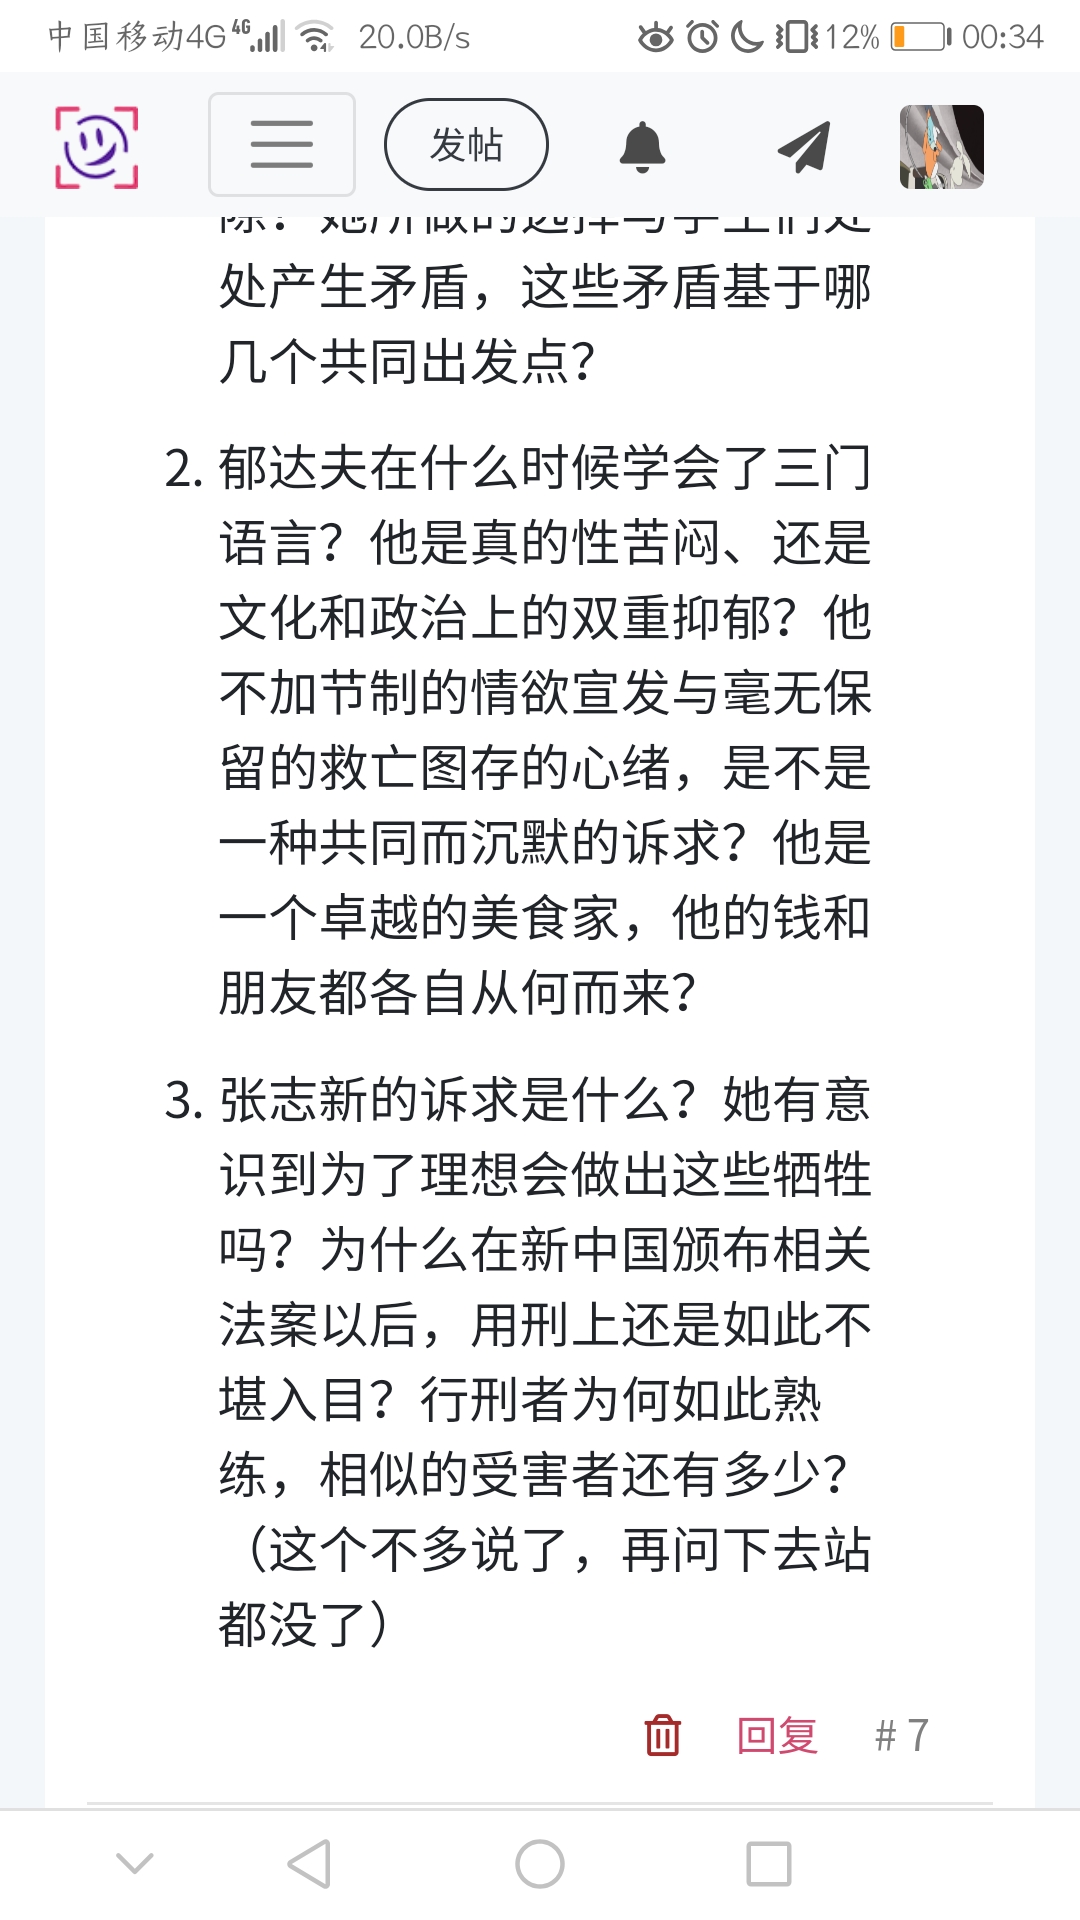 中国移动4G 4G 20.0B/s 12% 00:34
发帖
处产生矛盾，这些矛盾基于哪
几个共同出发点？
2. 郁达夫在什么时候学会了三门
语言？他是真的性苦闷、还是
文化和政治上的双重抑郁？他
不加节制的情欲宣发与毫无保
留的救亡图存的心绪，是不是
一种共同而沉默的诉求？他是
一个卓越的美食家，他的钱和
朋友都各自从何而来？
3. 张志新的诉求是什么？她有意
识到为了理想会做出这些牺牲
吗？为什么在新中国颁布相关
法案以后，用刑上还是如此不
堪入目？行刑者为何如此熟
练，相似的受害者还有多少？
（这个不多说了，再问下去站
都没了）
回复 # 7